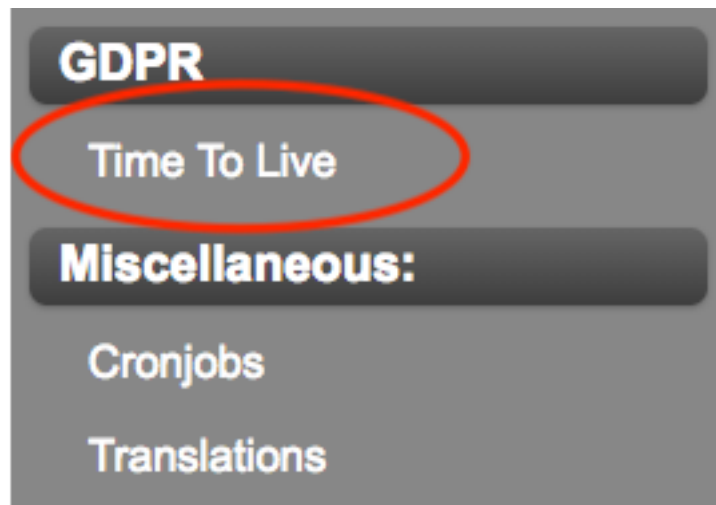 GDPR
Time To Live
Miscellaneous:
Cronjobs
Translations